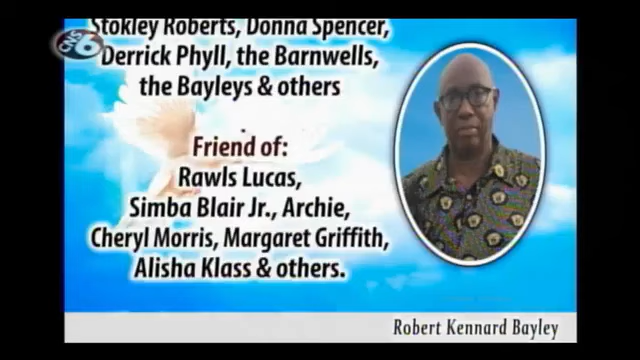 CNS6
Stokley Roberts, Donna Spencer,
Derrick Phyll, the Barnwells,
the Bayleys & others
Friend of:
Rawls Lucas,
Simba Blair Jr., Archie,
Cheryl Morris, Margaret Griffith,
Alisha Klass & others.
Robert Kennard Bayley